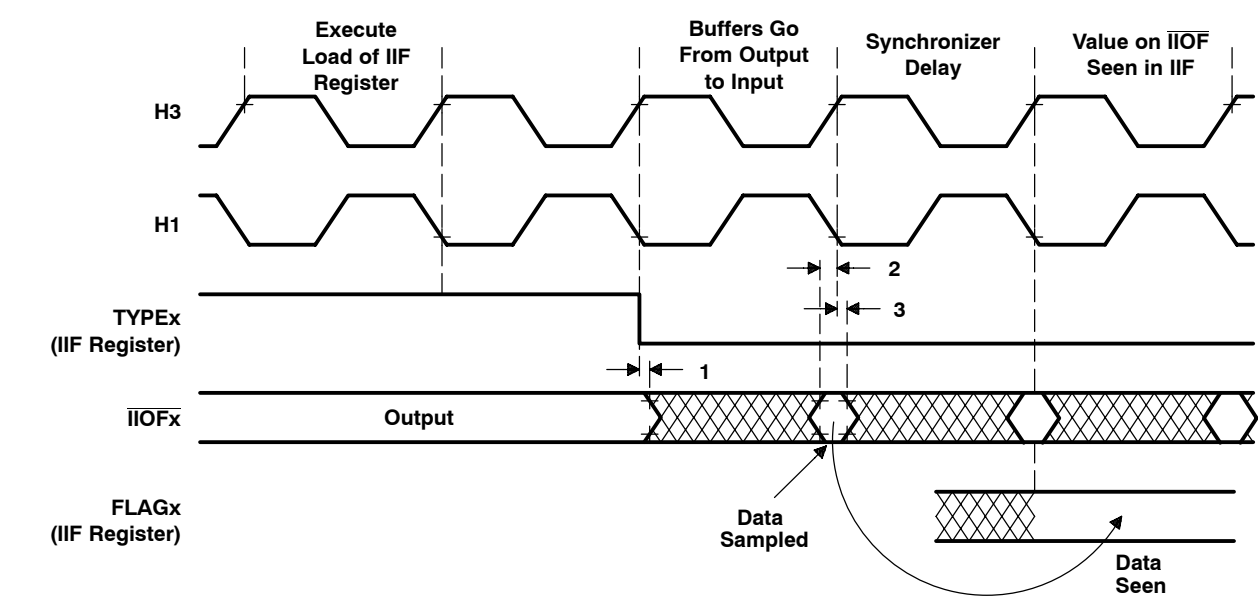 Execute
Load of IIF
Register
Buffers Go
From Output
to Input
Synchronizer
Delay
Value on IIOF
Seen in IIF
H3
H1
2
3
TYPEx
(IIF Register)
1
IIOFx
Output
FLAGx
(IIF Register)
Data
Sampled
Data
Seen